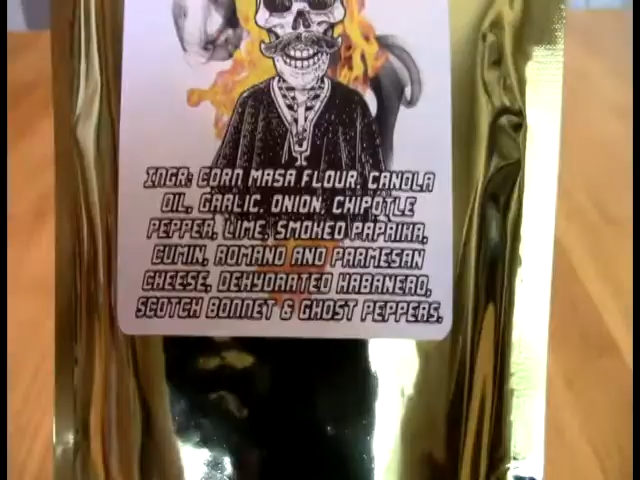 INGR: CORN MASA FLOUR, CANOLA
OIL, GARLIC, ONION, CHIPOTLE
PEPPER, LIME, SMOKED PAPRIKA,
CUMIN, ROMANO AND PARMESAN
CHEESE, DEHYDRATED HABANERO,
SCOTCH BONNET & GHOST PEPPERS.